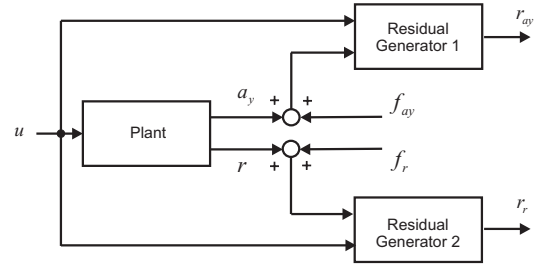 Residual
Generator 1
r_ay
a_y
+ +
f_ay
u
Plant
r
+ +
f_r
Residual
Generator 2
r_r